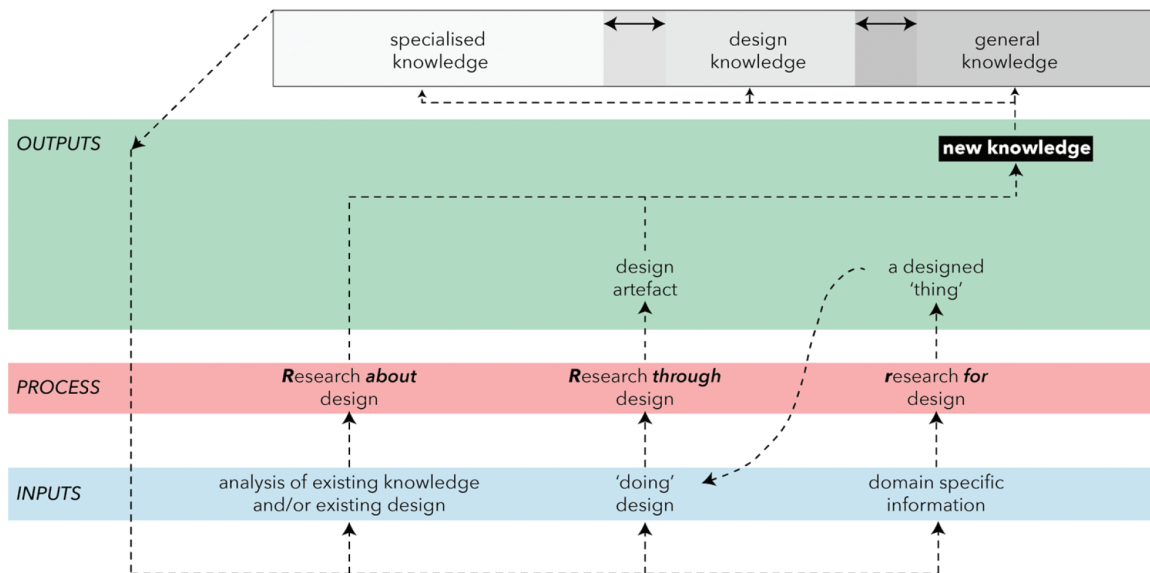 specialised
knowledge
design
knowledge
general
knowledge
OUTPUTS
new knowledge
design
artefact
a designed
‘thing’
PROCESS
Research about
design
Research through
design
research for
design
INPUTS
analysis of existing knowledge
and/or existing design
‘doing’
design
domain specific
information